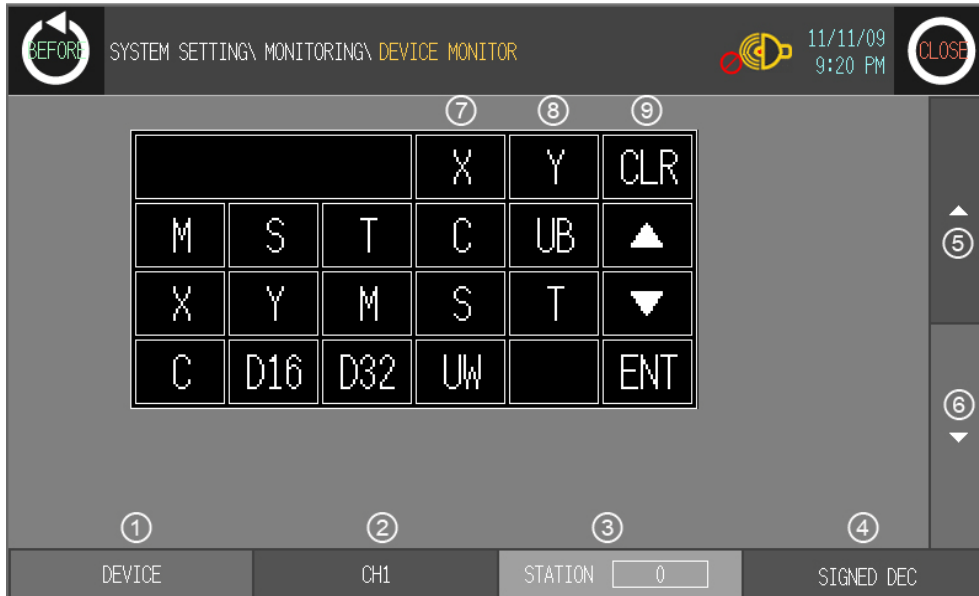 BEFORE SYSTEM SETTING\ MONITORING\ DEVICE MONITOR 11/11/09 CLOSE
9:20 PM
⑦ ⑧ ⑨
X Y CLR
M S T C UB ▲
⑤
X Y M S T ▼
C D16 D32 UW ENT
⑥
① ② ③ ④
DEVICE CH1 STATION 0 SIGNED DEC